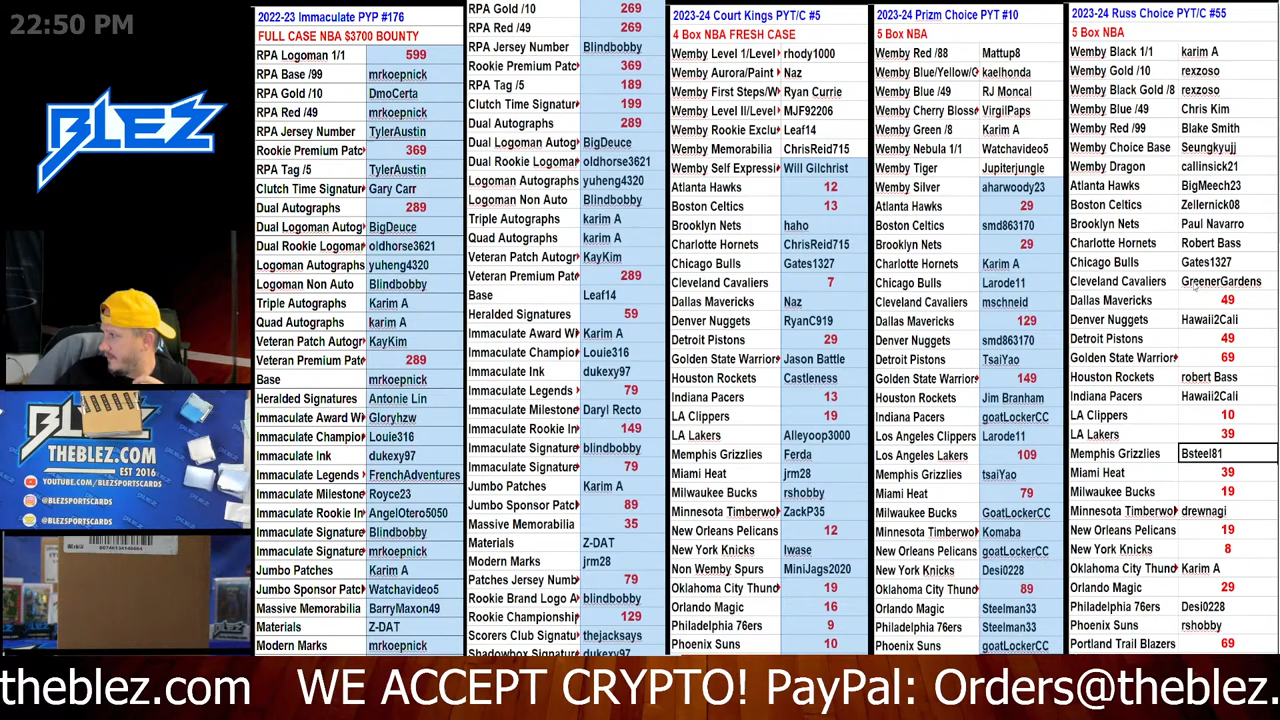 22:50 PM
BLEZ
BLEZ
THEBLEZ.COM
EST 2016
YOUTUBE.COM/BLEZSPORTSCARDS
@BLEZSPORTSCARDS
@BLEZSPORTSCARDS
2022-23 Immaculate PYP #176
FULL CASE NBA $3700 BOUNTY
RPA Logoman 1/1 599
RPA Base /99 mrkoepnick
RPA Gold /10 DmoCerta
RPA Red /49 mrkoepnick
RPA Jersey Number TylerAustin
Rookie Premium Patc 369
RPA Tag /5 TylerAustin
Clutch Time Signatur Gary Carr
Dual Autographs 289
Dual Logoman Autog BigDeuce
Dual Rookie Logomar oldhorse3621
Logoman Autographs yuheng4320
Logoman Non Auto Blindbobby
Triple Autographs Karim A
Quad Autographs karim A
Veteran Patch Autogr KayKim
Veteran Premium Pat 289
Base mrkoepnick
Heralded Signatures Antonie Lin
Immaculate Award W Gloryhzw
Immaculate Champio Louie316
Immaculate Ink dukexy97
Immaculate Legends FrenchAdventures
Immaculate Mileston Royce23
Immaculate Rookie In AngelOtero5050
Immaculate Signatur Blindbobby
Immaculate Signatur mrkoepnick
Jumbo Patches Karim A
Jumbo Sponsor Patc Watchavideo5
Massive Memorabilia BarryMaxon49
Materials Z-DAT
Modern Marks mrkoepnick
RPA Gold /10 269
RPA Red /49 269
RPA Jersey Number Blindbobby
Rookie Premium Patc 369
RPA Tag /5 189
Clutch Time Signatur 199
Dual Autographs 289
Dual Logoman Autog BigDeuce
Dual Rookie Logoma oldhorse3621
Logoman Autographs yuheng4320
Logoman Non Auto Blindbobby
Triple Autographs karim A
Quad Autographs karim A
Veteran Patch Autogr KayKim
Veteran Premium Pat 289
Base Leaf14
Heralded Signatures 59
Immaculate Award W Karim A
Immaculate Champio Louie316
Immaculate Ink dukexy97
Immaculate Legends 79
Immaculate Mileston Daryl Recto
Immaculate Rookie In 149
Immaculate Signatur blindbobby
Immaculate Signatur 79
Jumbo Patches Karim A
Jumbo Sponsor Patc 89
Massive Memorabilia 35
Materials Z-DAT
Modern Marks jrm28
Patches Jersey Numb 79
Rookie Brand Logo A blindbobby
Rookie Championship 129
Scorers Club Signatu thejacksays
Shadowbox Signatur dukexy97
2023-24 Court Kings PYT/C #5
4 Box NBA FRESH CASE
Wemby Level 1/Level rhody1000
Wemby Aurora/Paint Naz
Wemby First Steps/W Ryan Currie
Wemby Level II/Level MJF92206
Wemby Rookie Exclu Leaf14
Wemby Memorabilia ChrisReid715
Wemby Self Expressi Will Gilchrist
Atlanta Hawks 12
Boston Celtics 13
Brooklyn Nets haho
Charlotte Hornets ChrisReid715
Chicago Bulls Gates1327
Cleveland Cavaliers 7
Dallas Mavericks Naz
Denver Nuggets RyanC919
Detroit Pistons 29
Golden State Warrior Jason Battle
Houston Rockets Castleness
Indiana Pacers 13
LA Clippers 19
LA Lakers Alleyoop3000
Memphis Grizzlies Ferda
Miami Heat jrm28
Milwaukee Bucks rshobby
Minnesota Timberwo ZackP35
New Orleans Pelicans 12
New York Knicks Iwase
Non Wemby Spurs MiniJags2020
Oklahoma City Thund 19
Orlando Magic 16
Philadelphia 76ers 9
Phoenix Suns 10
2023-24 Prizm Choice PYT #10
5 Box NBA
Wemby Red /88 Mattup8
Wemby Blue/Yellow/G kaelhonda
Wemby Blue /49 RJ Moncal
Wemby Cherry Blosso VirgilPaps
Wemby Green /8 Karim A
Wemby Nebula 1/1 Watchavideo5
Wemby Tiger Jupiterjungle
Wemby Silver aharwoody23
Atlanta Hawks 29
Boston Celtics smd863170
Brooklyn Nets 29
Charlotte Hornets Karim A
Chicago Bulls Larode11
Cleveland Cavaliers mschneid
Dallas Mavericks 129
Denver Nuggets smd863170
Detroit Pistons TsaiYao
Golden State Warrior 149
Houston Rockets Jim Branham
Indiana Pacers goatLockerCC
Los Angeles Clippers Larode11
Los Angeles Lakers 109
Memphis Grizzlies tsaiYao
Miami Heat 79
Milwaukee Bucks GoatLockerCC
Minnesota Timberwo Komaba
New Orleans Pelicans goatLockerCC
New York Knicks Desi0228
Oklahoma City Thund 89
Orlando Magic Steelman33
Philadelphia 76ers Steelman33
Phoenix Suns goatLockerCC
2023-24 Russ Choice PYT/C #55
5 Box NBA
Wemby Black 1/1 karim A
Wemby Gold /10 rexzoso
Wemby Black Gold /8 rexzoso
Wemby Blue /49 Chris Kim
Wemby Red /99 Blake Smith
Wemby Choice Base Seungkyujj
Wemby Dragon callinsick21
Atlanta Hawks BigMeech23
Boston Celtics Zellernick08
Brooklyn Nets Paul Navarro
Charlotte Hornets Robert Bass
Chicago Bulls Gates1327
Cleveland Cavaliers GreenerGardens
Dallas Mavericks 49
Denver Nuggets Hawaii2Cali
Detroit Pistons 49
Golden State Warrior 69
Houston Rockets robert Bass
Indiana Pacers Hawaii2Cali
LA Clippers 10
LA Lakers 39
Memphis Grizzlies Bsteel81
Miami Heat 39
Milwaukee Bucks 19
Minnesota Timberwo drewnagi
New Orleans Pelicans 19
New York Knicks 8
Oklahoma City Thund Karim A
Orlando Magic 29
Philadelphia 76ers Desi0228
Phoenix Suns rshobby
Portland Trail Blazers 69
theblez.com WE ACCEPT CRYPTO! PayPal: Orders@theblez.